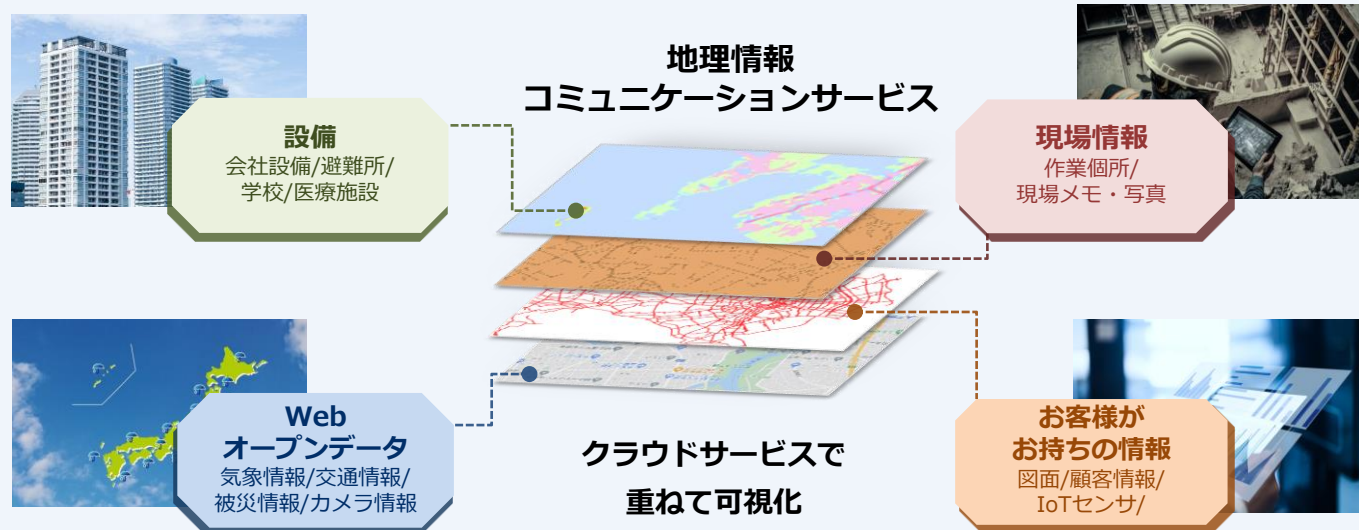 地理情報
コミュニケーションサービス
設備
会社設備/避難所/
学校/医療施設
現場情報
作業個所/
現場メモ・写真
Web
オープンデータ
気象情報/交通情報/
被災情報/カメラ情報
クラウドサービスで
重ねて可視化
お客様が
お持ちの情報
図面/顧客情報/
IoTセンサ/